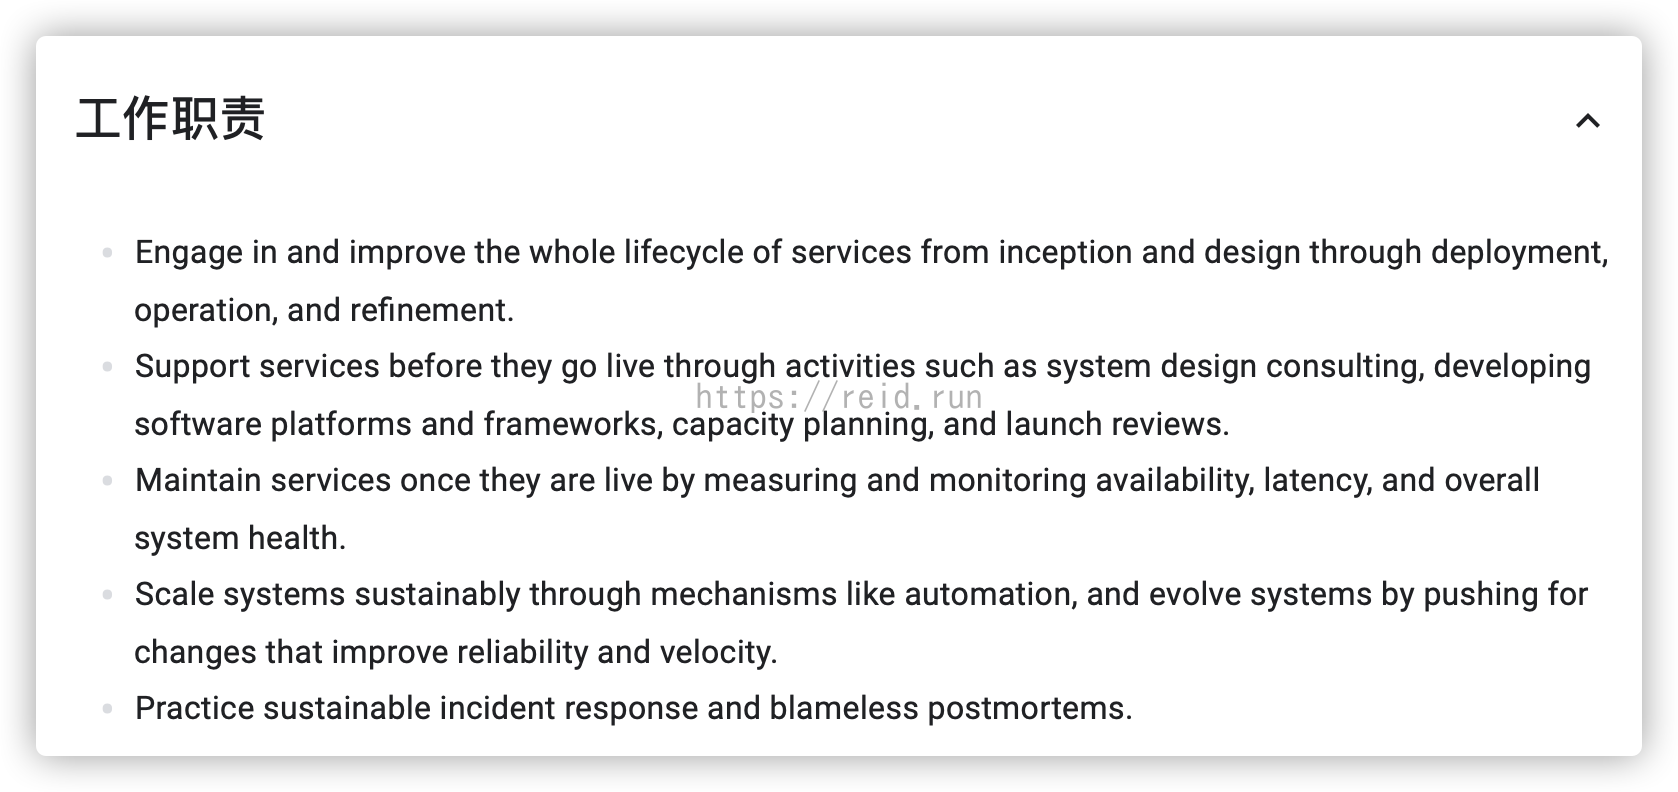 工作职责
Engage in and improve the whole lifecycle of services from inception and design through deployment,
operation, and refinement.
Support services before they go live through activities such as system design consulting, developing
https://reid.run
software platforms and frameworks, capacity planning, and launch reviews.
Maintain services once they are live by measuring and monitoring availability, latency, and overall
system health.
Scale systems sustainably through mechanisms like automation, and evolve systems by pushing for
changes that improve reliability and velocity.
Practice sustainable incident response and blameless postmortems.